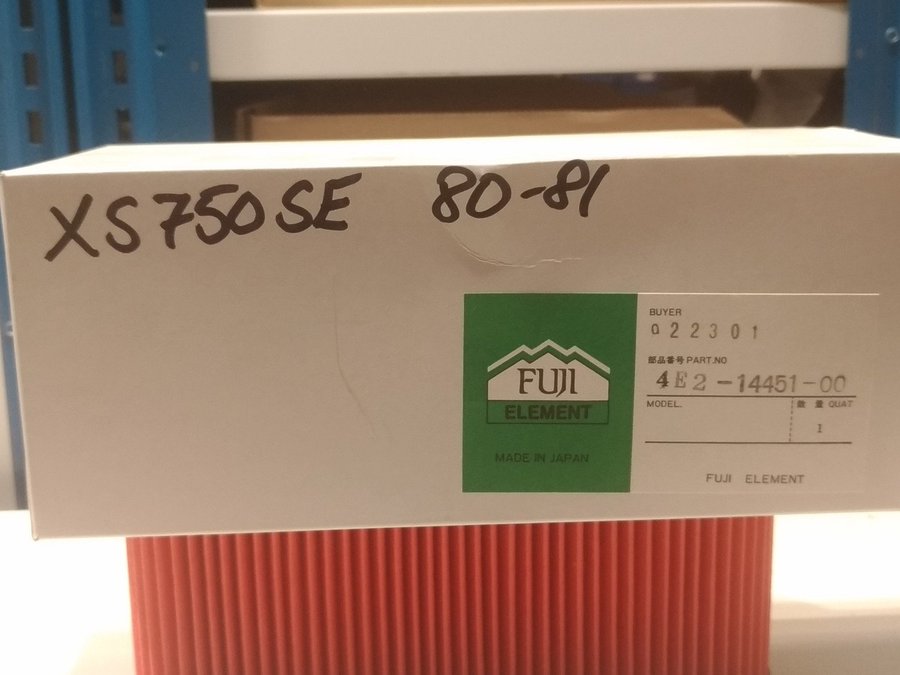 XS750SE 80-81
BUYER
922301
部品番号 PART.NO
4E2-14451-00
MODEL.
数量 QUAT
1
FUJI
ELEMENT
MADE IN JAPAN
FUJI ELEMENT